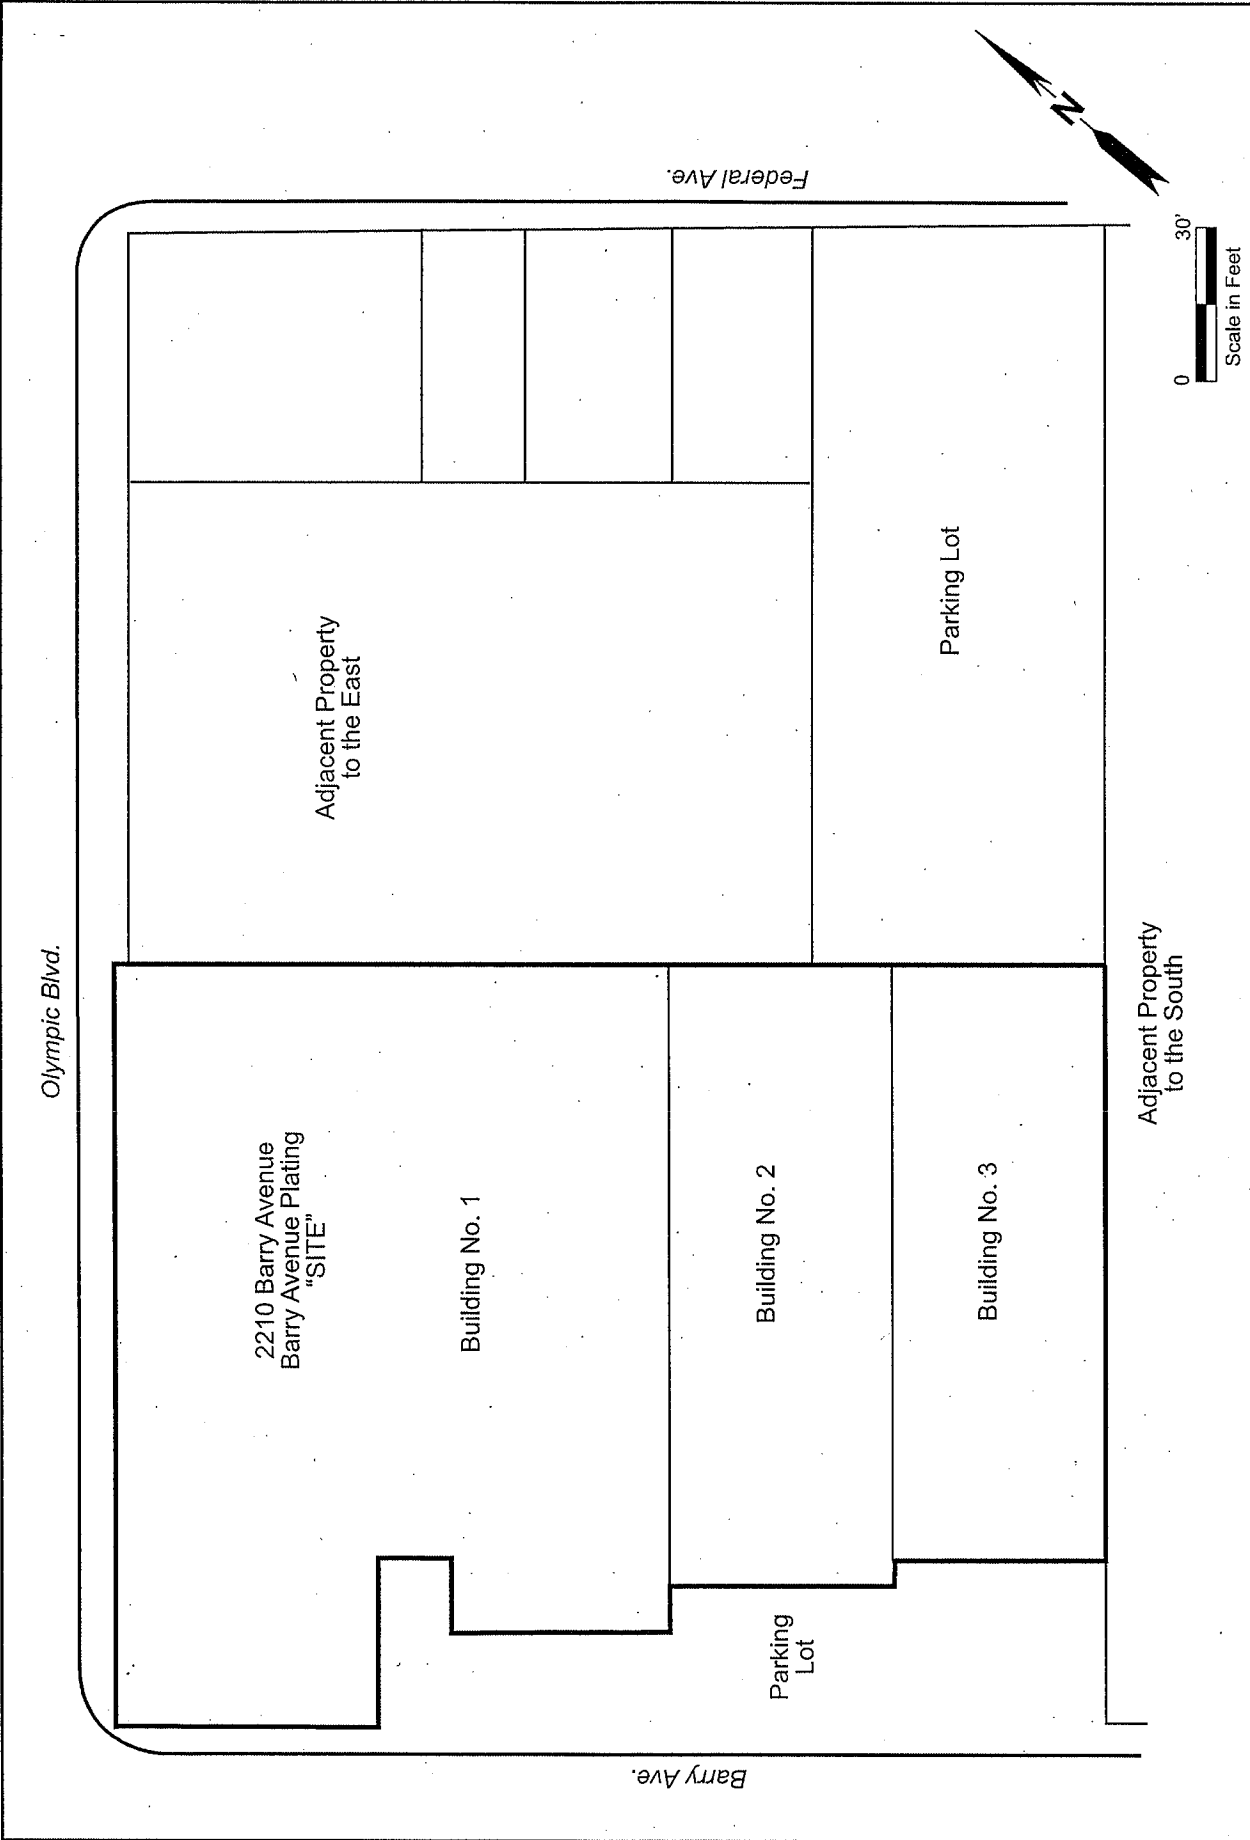 Olympic Blvd.
Federal Ave.
N
Adjacent Property
to the East
2210 Barry Avenue
Barry Avenue Plating
"SITE"
Building No. 1
Building No. 2
Building No. 3
Parking Lot
Parking
Lot
Barry Ave.
Adjacent Property
to the South
0 30'
Scale in Feet